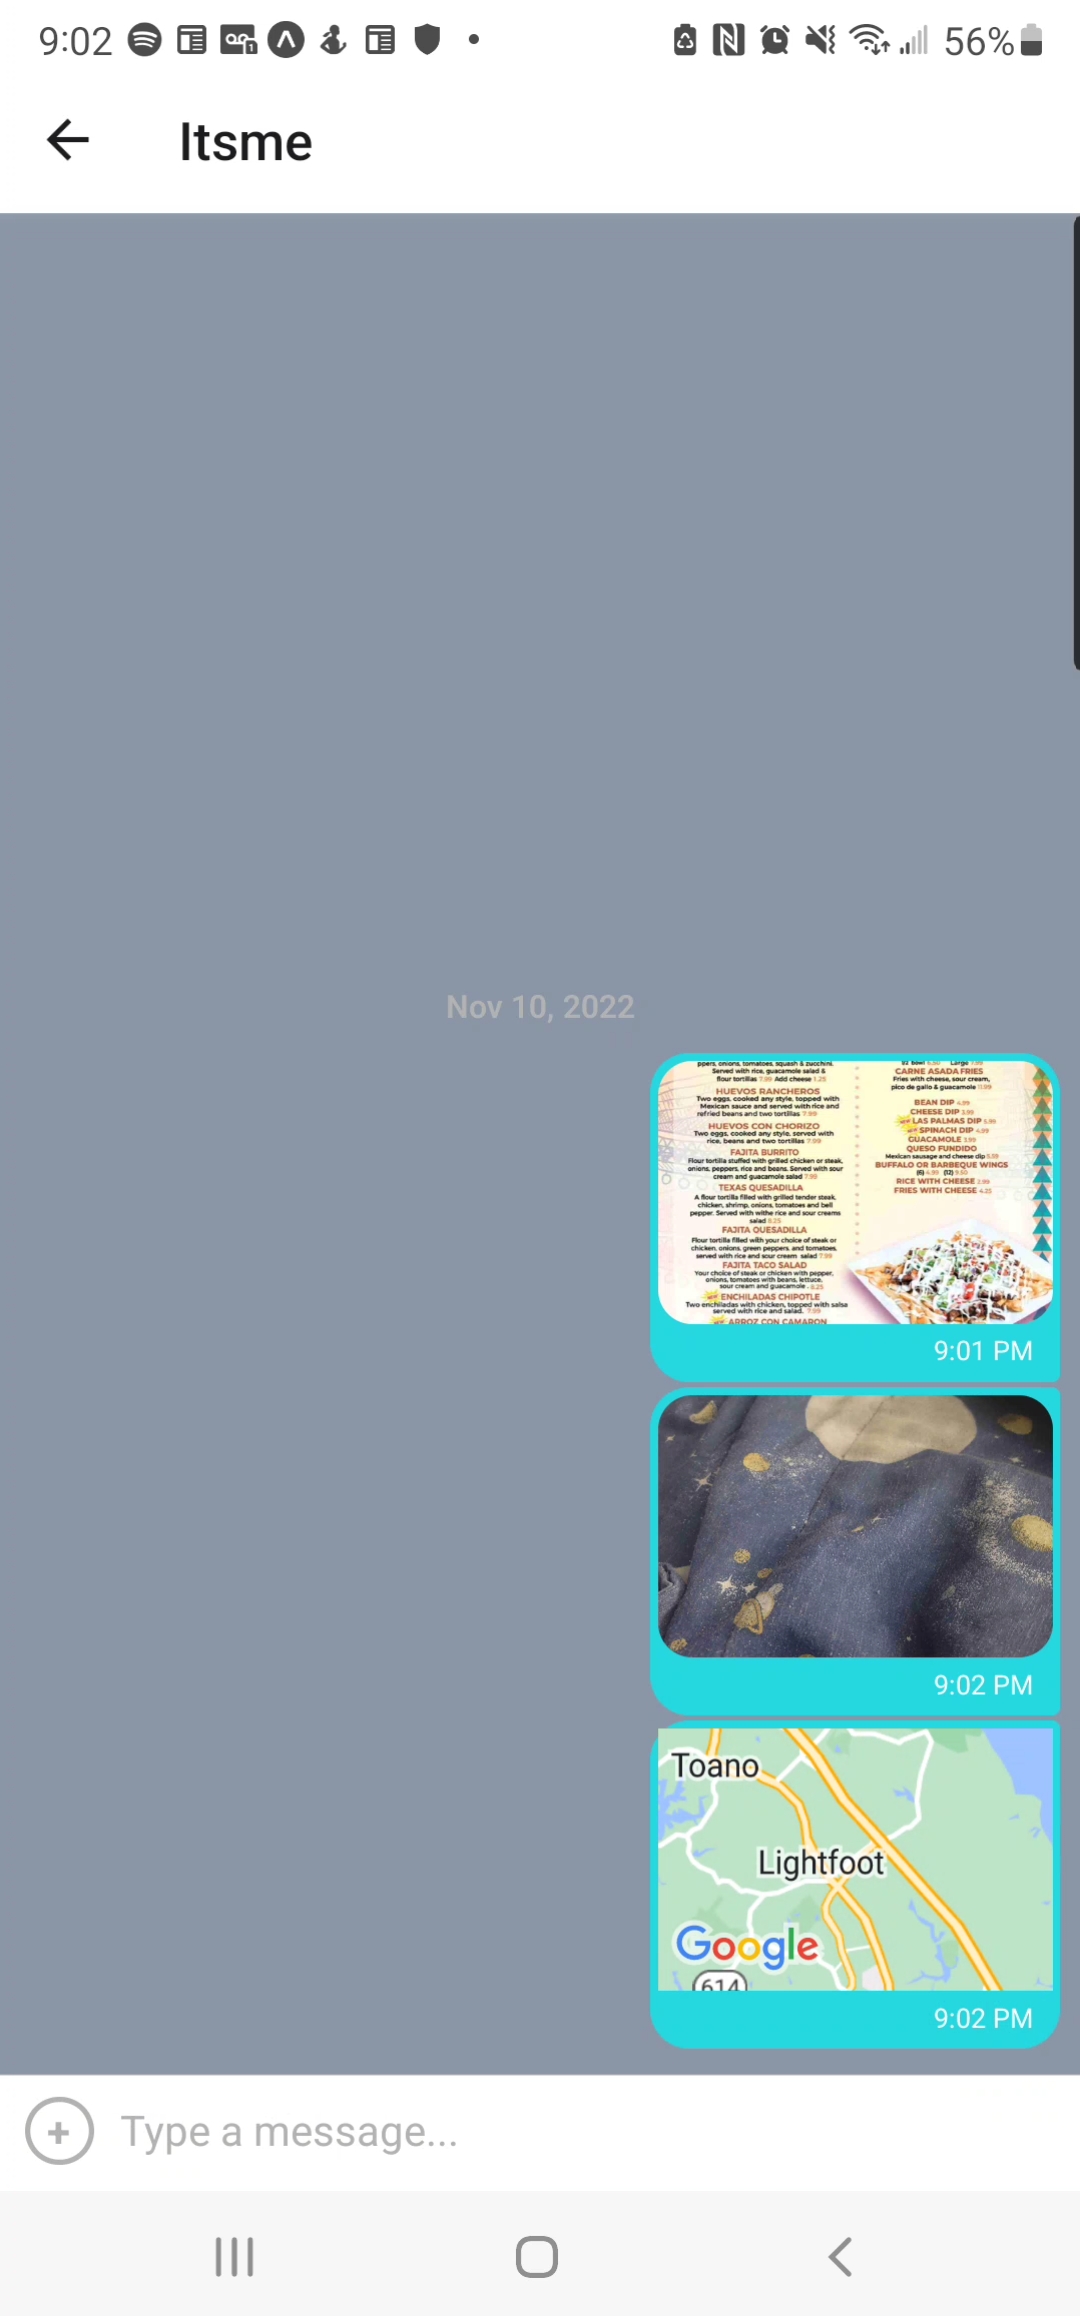 9:02
56%
Itsme
Nov 10, 2022
ppers, onions, tomatoes, squash & zucchini.
Served with rice, guacamole salad &
flour tortillas 7.99 Add cheese 1.25
HUEVOS RANCHEROS
Two eggs, cooked any style, topped with
Mexican sauce and served with rice and
refried beans and two tortillas 7.99
HUEVOS CON CHORIZO
Two eggs, cooked any style, served with
rice, beans and two tortillas 7.99
FAJITA BURRITO
Flour tortilla stuffed with grilled chicken or steak,
onions, peppers, rice and beans. Served with sour
cream and guacamole salad 7.99
TEXAS QUESADILLA
A flour tortilla filled with grilled tender steak,
chicken, shrimp, onions, tomatoes and bell
pepper. Served with withe rice and sour creams
salad 8.25
FAJITA QUESADILLA
Flour tortilla filled with your choice of steak or
chicken, onions, green peppers, and tomatoes,
served with rice and sour cream salad 7.99
FAJITA TACO SALAD
Your choice of steak or chicken with pepper,
onions, tomatoes with beans, lettuce,
sour cream and guacamole
ENCHILADAS CHIPOTLE
Two enchiladas with chicken, topped with salsa
served with rice and salad. 7.99
ARROZ CON CAMARON
CARNE ASADA FRIES
Fries with cheese, sour cream,
pico de gallo & guacamole
BEAN DIP 4.99
CHEESE DIP 3.99
LAS PALMAS DIP 5.99
SPINACH DIP 4.99
GUACAMOLE 3.99
QUESO FUNDIDO
Mexican sausage and cheese dip 5.59
BUFFALO OR BARBEQUE WINGS
(6) 4.99 (12) 9.50
RICE WITH CHEESE
FRIES WITH CHEESE
9:01 PM
9:02 PM
Toano
Lightfoot
Google
614
9:02 PM
Type a message...